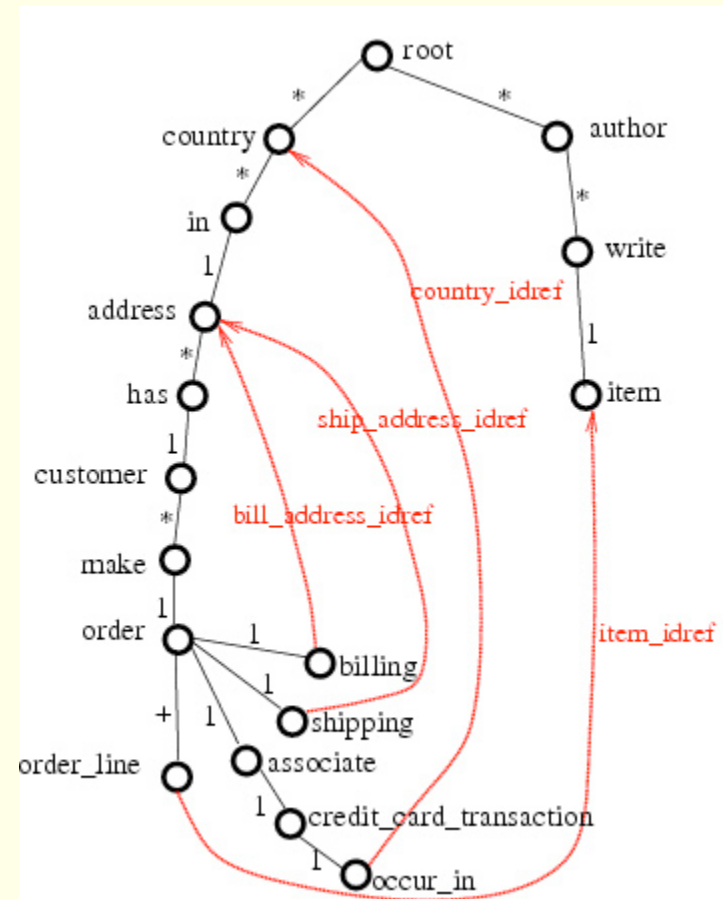 root
*
*
country
author
*
*
in
write
1
country_idref
address
1
*
has
item
ship_address_idref
1
customer
bill_address_idref
*
make
1
order
1
item_idref
billing
1
+
1
shipping
order_line
associate
1
credit_card_transaction
1
occur_in